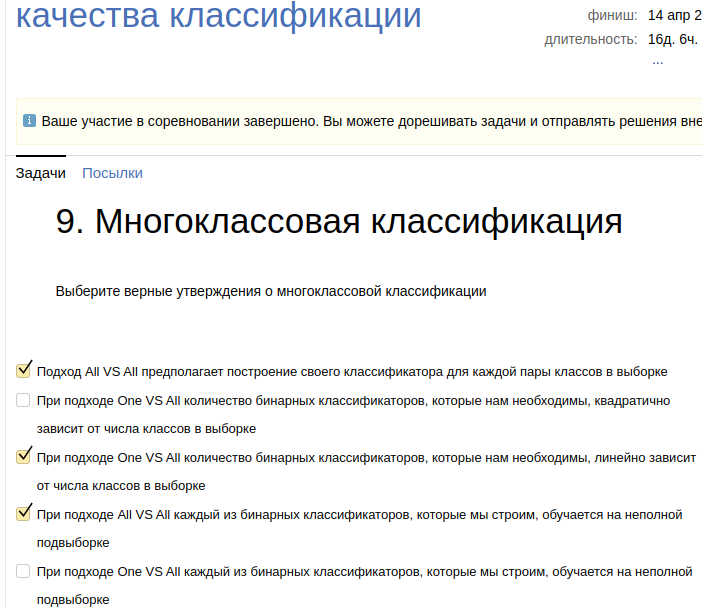 качества классификации
финиш: 14 апр 2
длительность: 16д. 6ч.
...
Ваше участие в соревновании завершено. Вы можете дорешивать задачи и отправлять решения вне
Задачи Посылки
9. Многоклассовая классификация
Выберите верные утверждения о многоклассовой классификации
Подход All VS All предполагает построение своего классификатора для каждой пары классов в выборке
При подходе One VS All количество бинарных классификаторов, которые нам необходимы, квадратично
зависит от числа классов в выборке
При подходе One VS All количество бинарных классификаторов, которые нам необходимы, линейно зависит
от числа классов в выборке
При подходе All VS All каждый из бинарных классификаторов, которые мы строим, обучается на неполной
подвыборке
При подходе One VS All каждый из бинарных классификаторов, которые мы строим, обучается на неполной
подвыборке